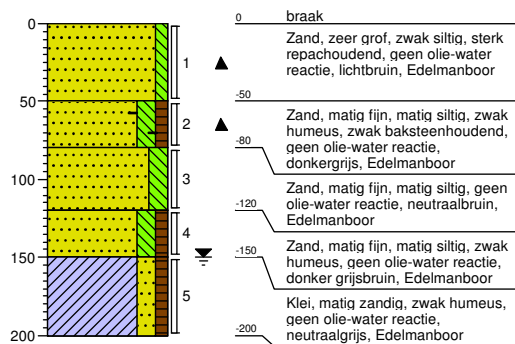 0
50
100
150
200
1
2
3
4
5
0
braak
Zand, zeer grof, zwak siltig, sterk
repachoudend, geen olie-water
reactie, lichtbruin, Edelmanboor
-50
Zand, matig fijn, matig siltig, zwak
humeus, zwak baksteenhoudend,
geen olie-water reactie,
donkergrijs, Edelmanboor
-80
Zand, matig fijn, matig siltig, geen
olie-water reactie, neutraalbruin,
Edelmanboor
-120
Zand, matig fijn, matig siltig, zwak
humeus, geen olie-water reactie,
donker grijsbruin, Edelmanboor
-150
Klei, matig zandig, zwak humeus,
geen olie-water reactie,
neutraalgrijs, Edelmanboor
-200